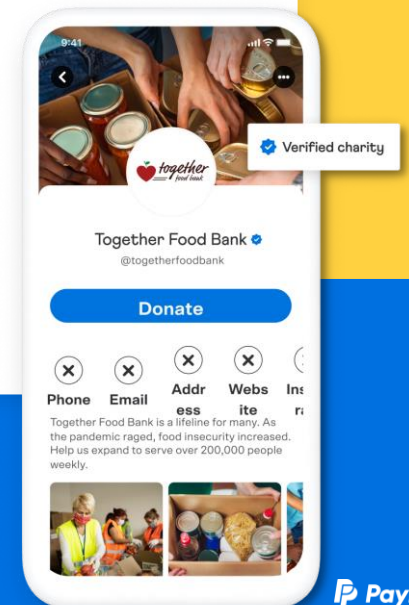 9:41
together
food bank
Verified charity
Together Food Bank
@togetherfoodbank
Donate
Phone
Email
Addr
ess
Webs
ite
Ins
ra
Together Food Bank is a lifeline for many. As
the pandemic raged, food insecurity increased.
Help us expand to serve over 200,000 people
weekly.
Pay